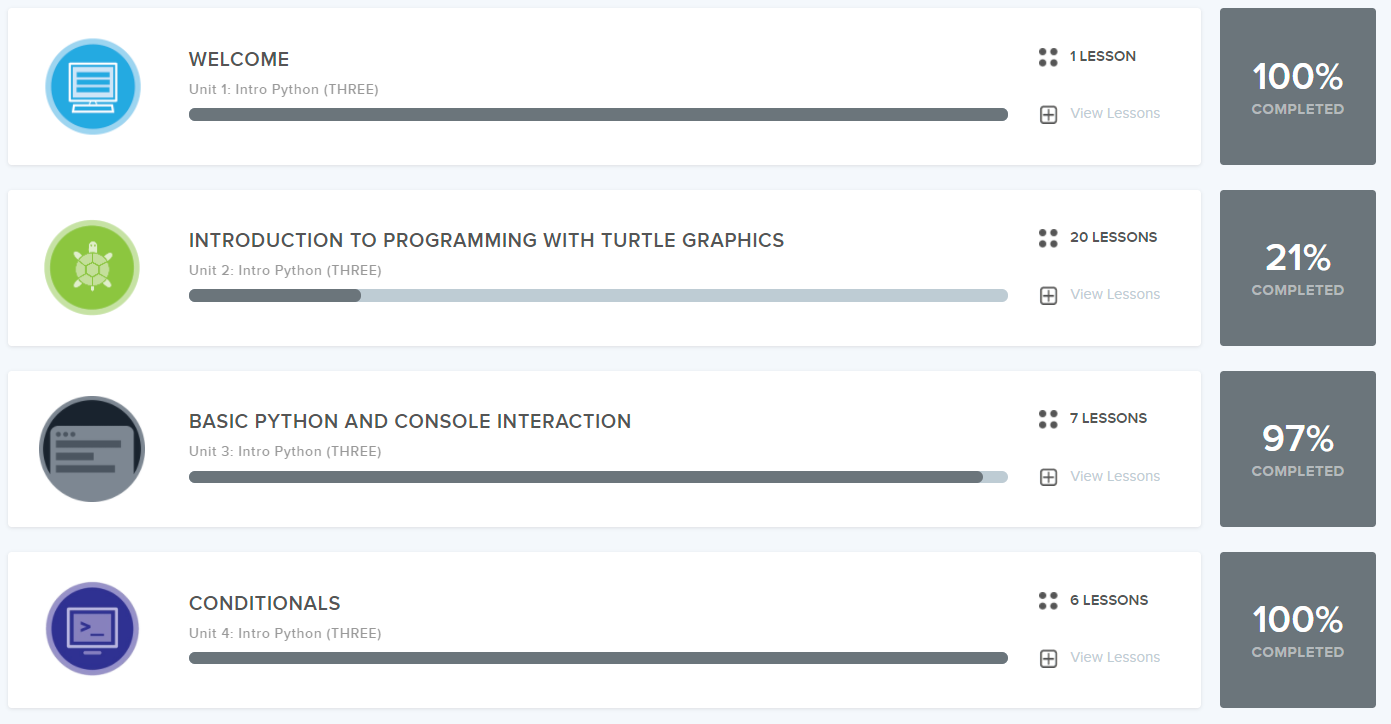 WELCOME
Unit 1: Intro Python (THREE)
1 LESSON
View Lessons
100%
COMPLETED
INTRODUCTION TO PROGRAMMING WITH TURTLE GRAPHICS
Unit 2: Intro Python (THREE)
20 LESSONS
View Lessons
21%
COMPLETED
BASIC PYTHON AND CONSOLE INTERACTION
Unit 3: Intro Python (THREE)
7 LESSONS
View Lessons
97%
COMPLETED
CONDITIONALS
Unit 4: Intro Python (THREE)
6 LESSONS
View Lessons
100%
COMPLETED